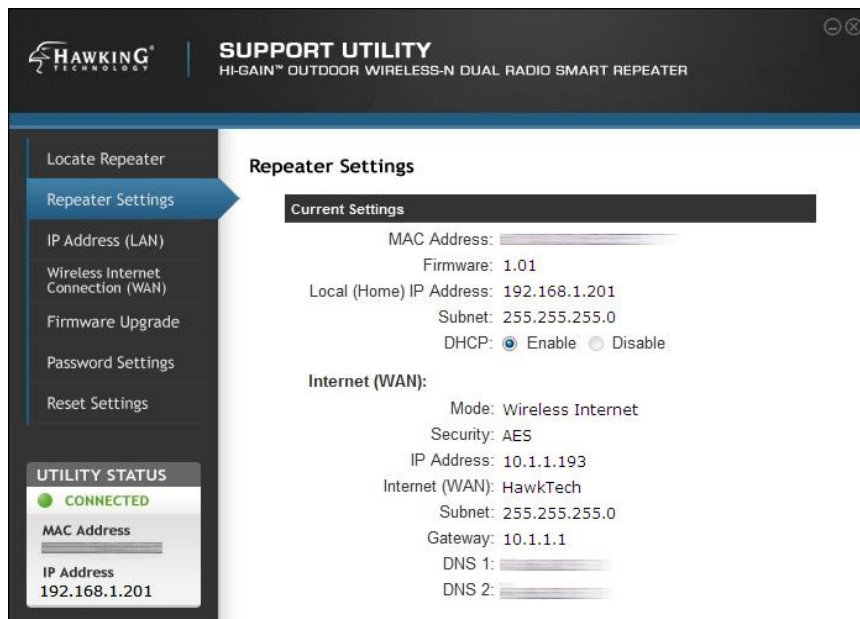 HAWKING®
TECHNOLOGY
SUPPORT UTILITY
HI-GAIN™ OUTDOOR WIRELESS-N DUAL RADIO SMART REPEATER
Locate Repeater
Repeater Settings
IP Address (LAN)
Wireless Internet
Connection (WAN)
Firmware Upgrade
Password Settings
Reset Settings
UTILITY STATUS
CONNECTED
MAC Address
IP Address
192.168.1.201
Repeater Settings
Current Settings
MAC Address:
Firmware: 1.01
Local (Home) IP Address: 192.168.1.201
Subnet: 255.255.255.0
DHCP: Enable Disable
Internet (WAN):
Mode: Wireless Internet
Security: AES
IP Address: 10.1.1.193
Internet (WAN): HawkTech
Subnet: 255.255.255.0
Gateway: 10.1.1.1
DNS 1:
DNS 2: